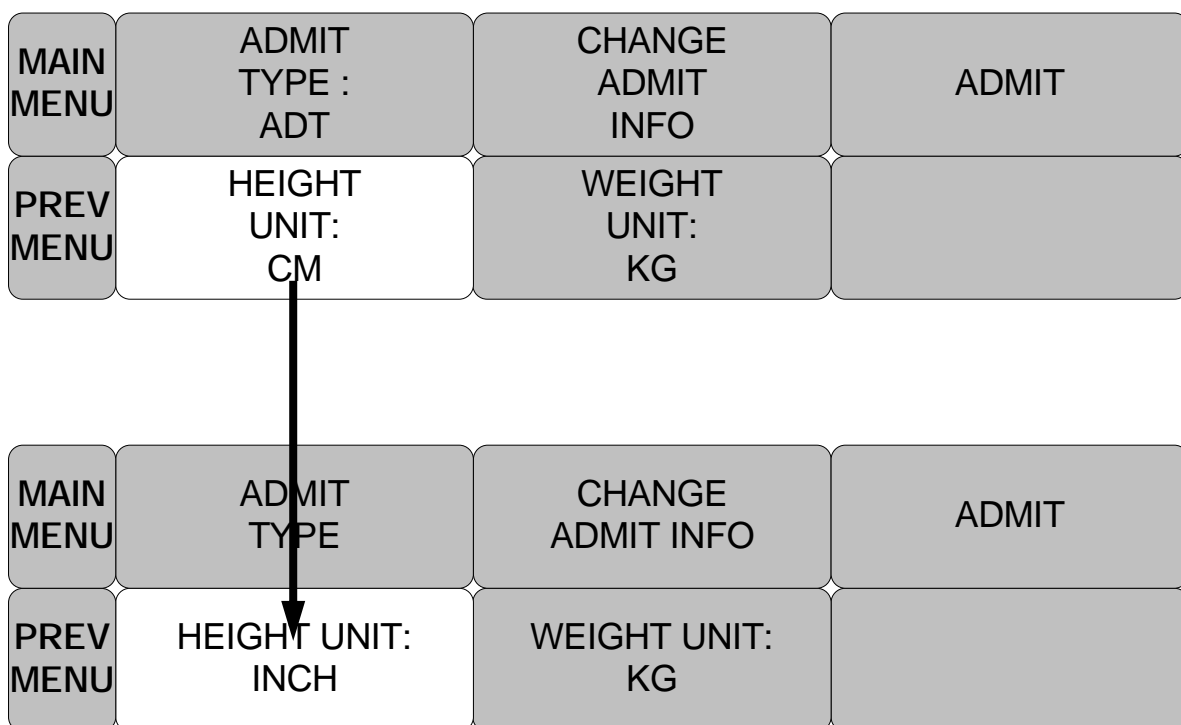 MAIN
MENU
ADMIT
TYPE :
ADT
CHANGE
ADMIT
INFO
ADMIT
PREV
MENU
HEIGHT
UNIT:
CM
WEIGHT
UNIT:
KG
MAIN
MENU
ADMIT
TYPE
CHANGE
ADMIT INFO
ADMIT
PREV
MENU
HEIGHT UNIT:
INCH
WEIGHT UNIT:
KG